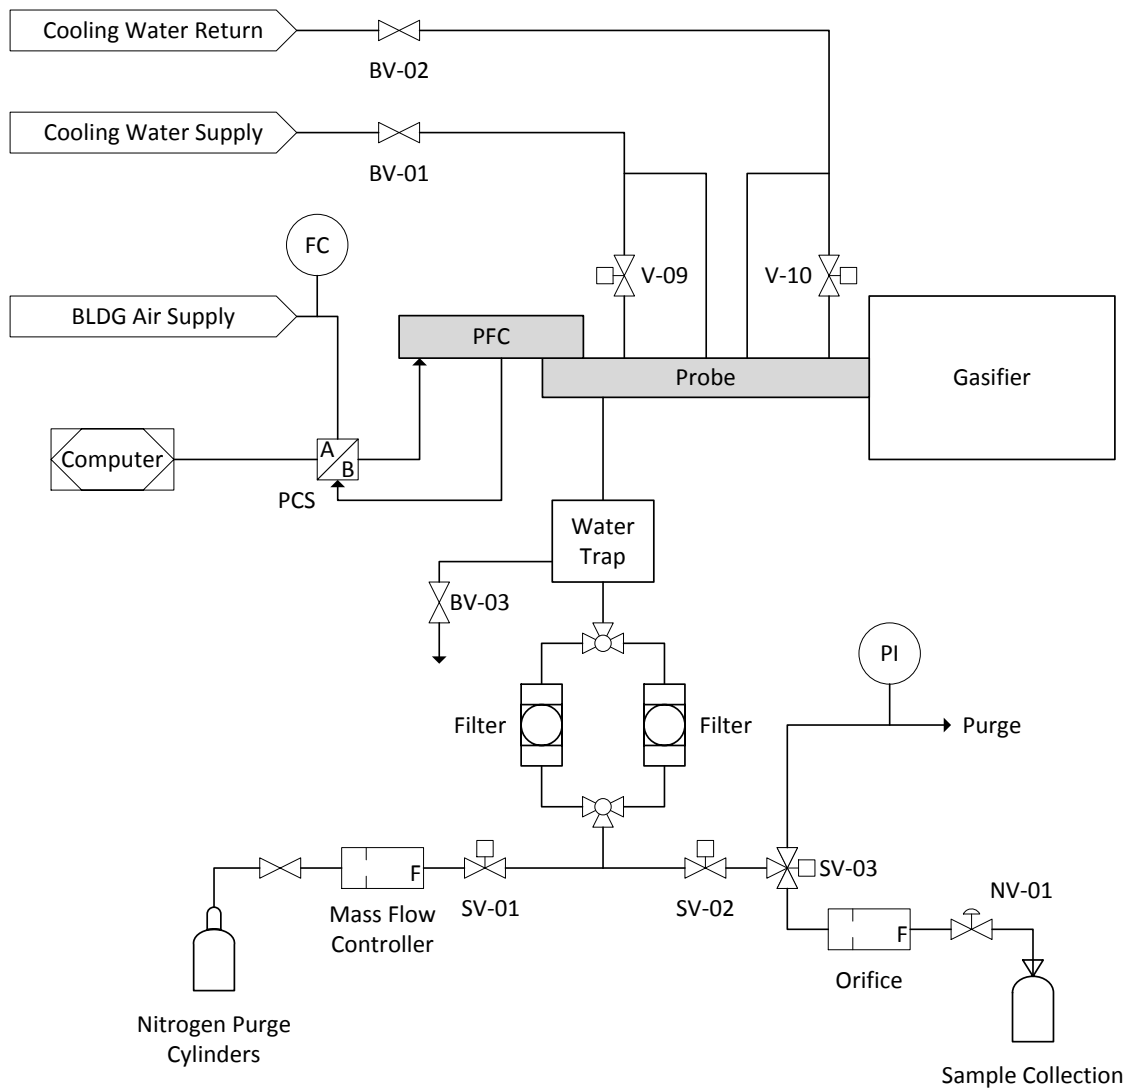 Cooling Water Return
BV-02
Cooling Water Supply
BV-01
FC
V-09
V-10
BLDG Air Supply
PFC
Probe
Gasifier
Computer
A
B
PCS
Water
Trap
BV-03
PI
Filter
Filter
Purge
F
SV-01
SV-02
SV-03
Mass Flow
Controller
NV-01
F
Orifice
Nitrogen Purge
Cylinders
Sample Collection